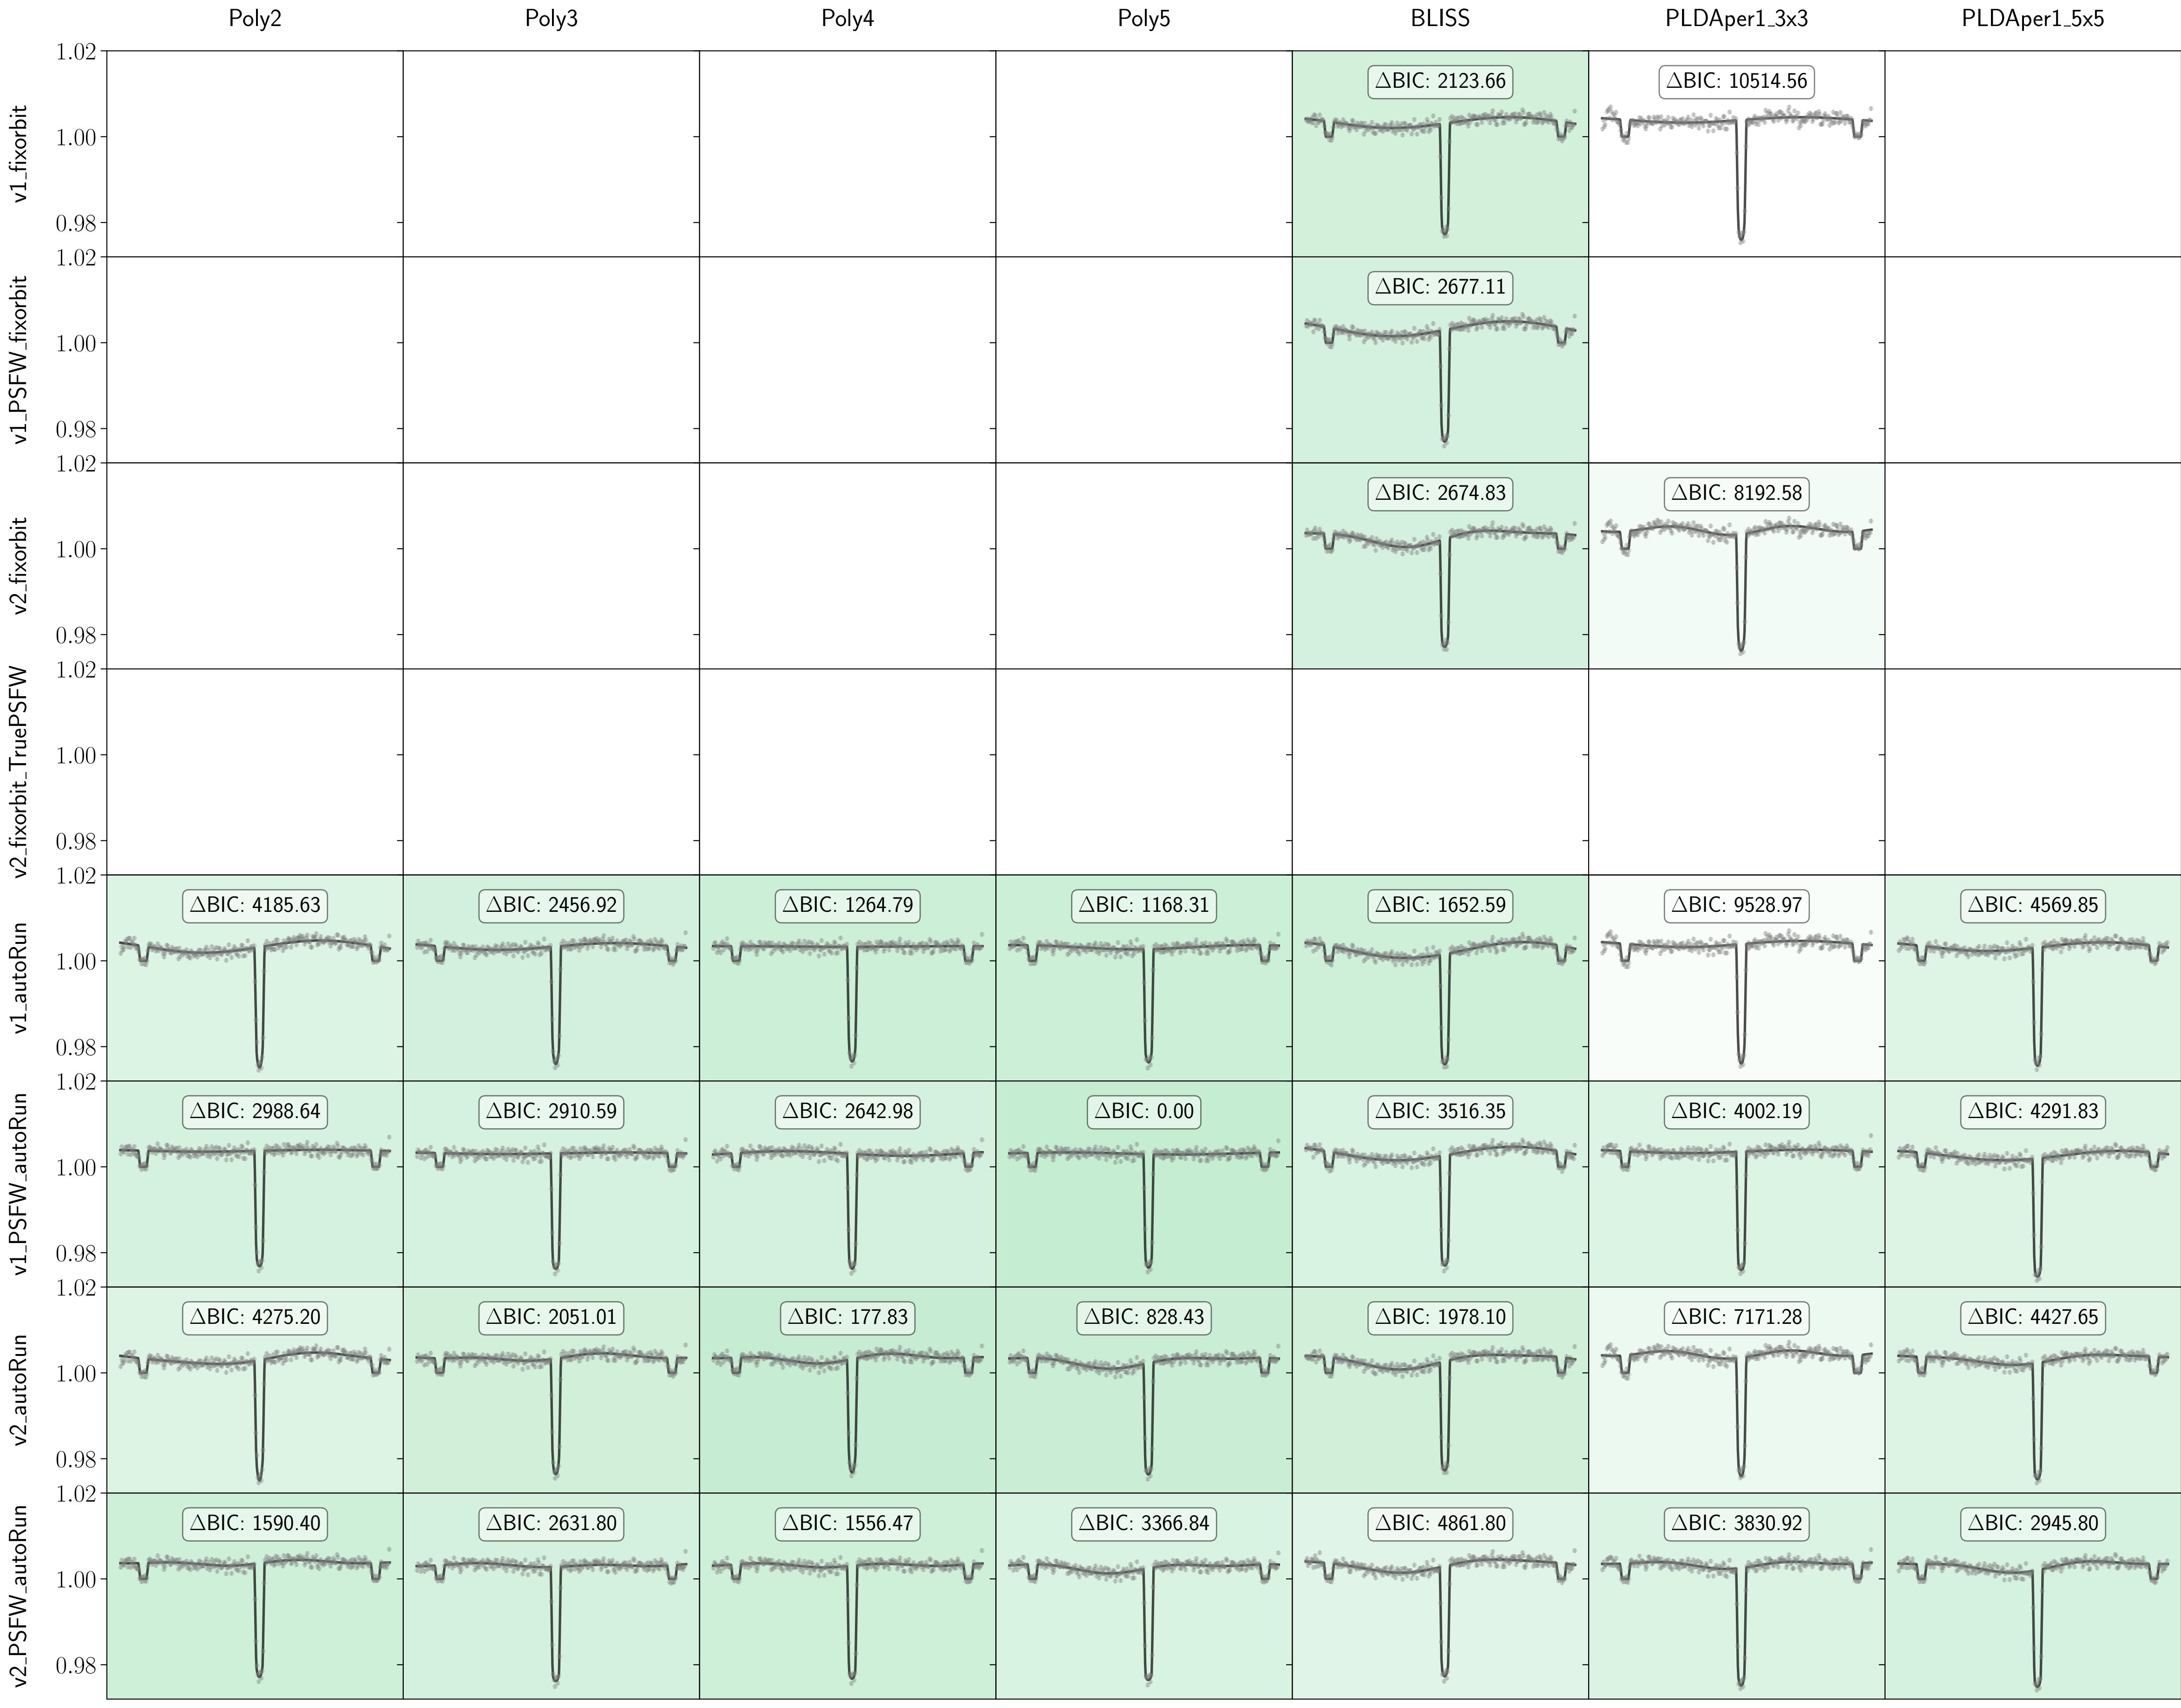 Poly2 Poly3 Poly4 Poly5 BLISS PLDAper1_3x3 PLDAper1_5x5
v1_fixorbit
1.02
1.00
0.98
ΔBIC: 2123.66 ΔBIC: 10514.56
v1_PSFW_fixorbit
1.02
1.00
0.98
ΔBIC: 2677.11
v2_fixorbit
1.02
1.00
0.98
ΔBIC: 2674.83 ΔBIC: 8192.58
v2_fixorbit_TruePSFW
1.02
1.00
0.98
v1_autoRun
1.02
1.00
0.98
ΔBIC: 4185.63 ΔBIC: 2456.92 ΔBIC: 1264.79 ΔBIC: 1168.31 ΔBIC: 1652.59 ΔBIC: 9528.97 ΔBIC: 4569.85
v1_PSFW_autoRun
1.02
1.00
0.98
ΔBIC: 2988.64 ΔBIC: 2910.59 ΔBIC: 2642.98 ΔBIC: 0.00 ΔBIC: 3516.35 ΔBIC: 4002.19 ΔBIC: 4291.83
v2_autoRun
1.02
1.00
0.98
ΔBIC: 4275.20 ΔBIC: 2051.01 ΔBIC: 177.83 ΔBIC: 828.43 ΔBIC: 1978.10 ΔBIC: 7171.28 ΔBIC: 4427.65
v2_PSFW_autoRun
1.02
1.00
0.98
ΔBIC: 1590.40 ΔBIC: 2631.80 ΔBIC: 1556.47 ΔBIC: 3366.84 ΔBIC: 4861.80 ΔBIC: 3830.92 ΔBIC: 2945.80